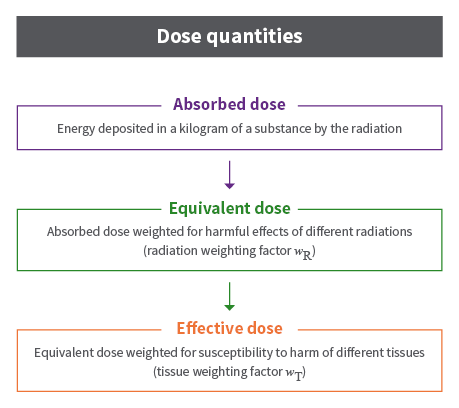 Dose quantities
Absorbed dose
Energy deposited in a kilogram of a substance by the radiation
Equivalent dose
Absorbed dose weighted for harmful effects of different radiations
(radiation weighting factor wR)
Effective dose
Equivalent dose weighted for susceptibility to harm of different tissues
(tissue weighting factor wT)